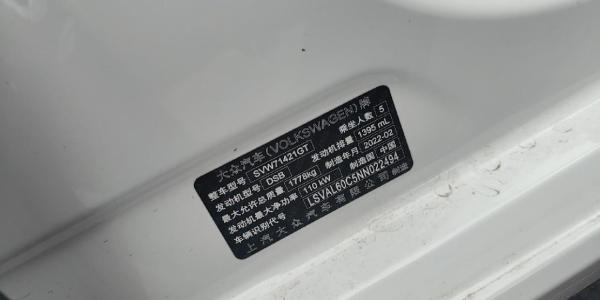 大众汽车(VOLKSWAGEN)牌
整车型号 SVW71421GT 乘坐人数 5
发动机型号 DSB 发动机排量 1395 mL
最大允许总质量 1778kg 制造年月 2022-02
发动机最大净功率 110 kW 制造国 中国
车辆识别代号 LSVAL60C5NN022494
上汽大众汽车有限公司 制造